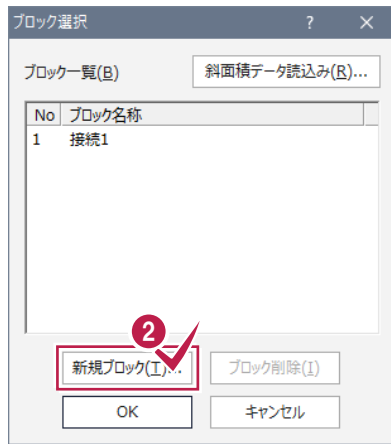 ブロック選択 ? ×
ブロック一覧(B) 斜面積データ読込み(R)...
No ブロック名称
1 接続1
2
新規ブロック(T)... ブロック削除(I)
OK キャンセル